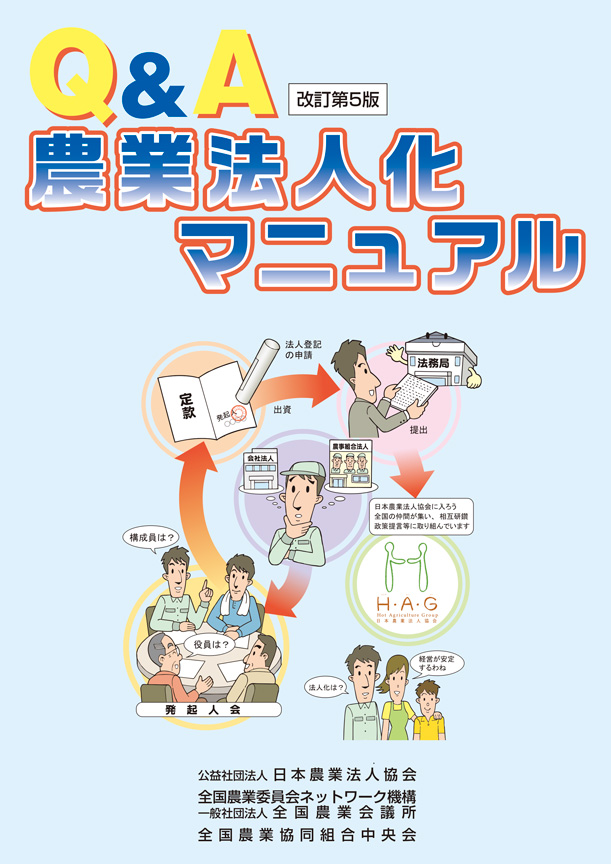 Q&A
改訂第5版
農業法人化
マニュアル
法人登記
の申請
法務局
定款
発起人
出資
提出
会社法人
農事組合法人
日本農業法人協会に入ろう
全国の仲間が集い、相互研鑽
政策提言等に取り組んでいます
構成員は？
H・A・G
Hot Agriculture Group
日本農業法人協会
役員は？
経営が安定
するわね
法人化は？
発起人会
公益社団法人 日本農業法人協会
全国農業委員会ネットワーク機構
一般社団法人 全国農業会議所
全国農業協同組合中央会